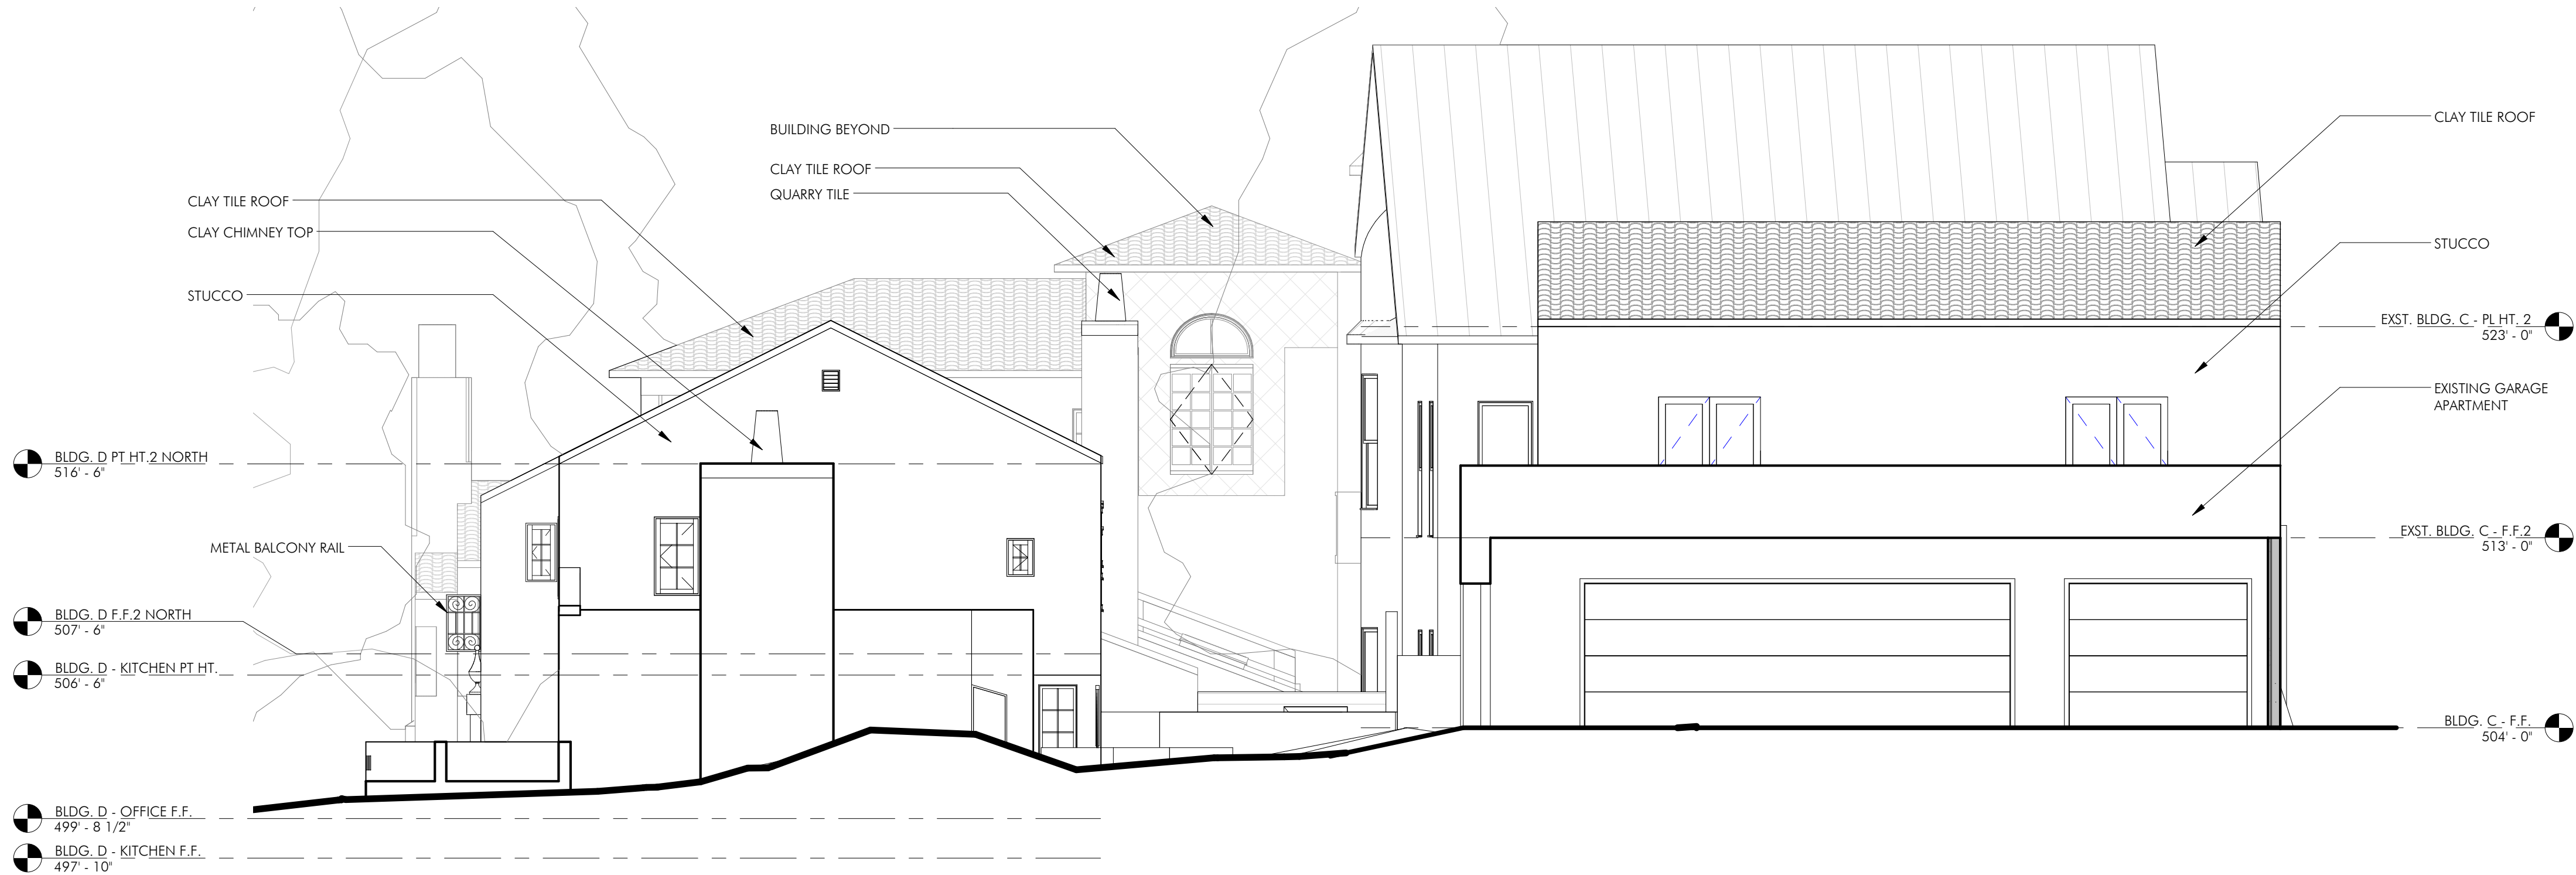 BUILDING BEYOND
CLAY TILE ROOF
QUARRY TILE
CLAY TILE ROOF
CLAY CHIMNEY TOP
STUCCO
BLDG. D PT HT.2 NORTH
516' - 6"
METAL BALCONY RAIL
BLDG. D F.F.2 NORTH
507' - 6"
BLDG. D - KITCHEN PT HT.
506' - 6"
BLDG. D - OFFICE F.F.
499' - 8 1/2"
BLDG. D - KITCHEN F.F.
497' - 10"
CLAY TILE ROOF
STUCCO
EXST. BLDG. C - PL HT. 2
523' - 0"
EXISTING GARAGE
APARTMENT
EXST. BLDG. C - F.F.2
513' - 0"
BLDG. C - F.F.
504' - 0"